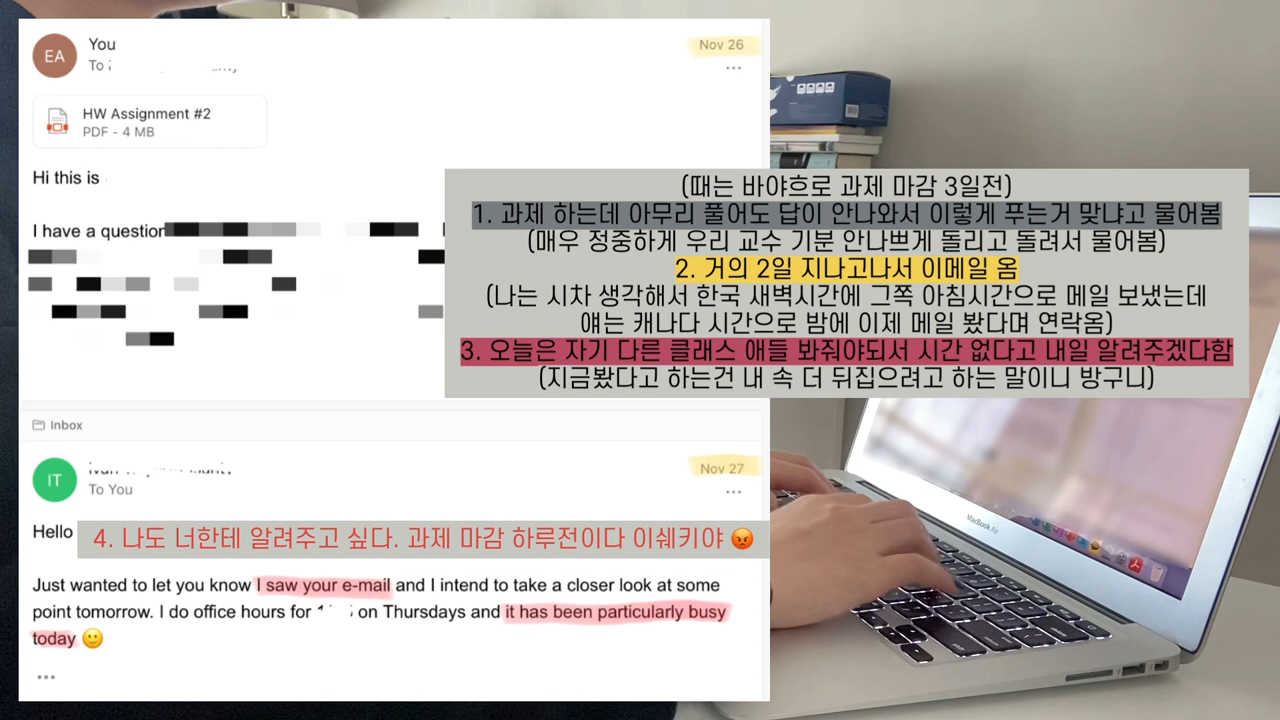 EA
You
Nov 26
To
HW Assignment #2
PDF - 4 MB
Hi this is
I have a question
(때는 바야흐로 과제 마감 3일전)
1. 과제 하는데 아무리 풀어도 답이 안나와서 이렇게 푸는거 맞냐고 물어봄
(매우 정중하게 우리 교수 기분 안나쁘게 돌리고 돌려서 물어봄)
2. 거의 2일 지나고나서 이메일 옴
(나는 시차 생각해서 한국 새벽시간에 그쪽 아침시간으로 메일 보냈는데
얘는 캐나다 시간으로 밤에 이제 메일 봤다며 연락옴)
3. 오늘은 자기 다른 클래스 애들 봐줘야되서 시간 없다고 내일 알려주겠다함
(지금봤다고 하는건 내 속 더 뒤집으려고 하는 말이니 방구니)
Inbox
IT
Nov 27
To You
Hello
4. 나도 너한테 알려주고 싶다. 과제 마감 하루전이다 이쉐키야 😡
Just wanted to let you know I saw your e-mail and I intend to take a closer look at some
point tomorrow. I do office hours for on Thursdays and it has been particularly busy
today 🙂
MacBook Air